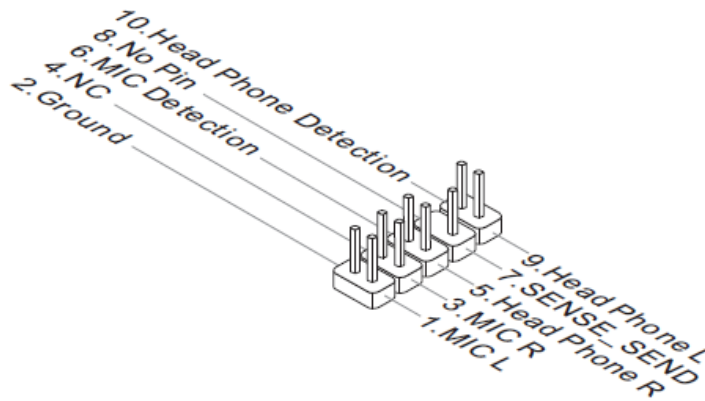 10.Head Phone Detection
8.No Pin
6.MIC Detection
4.NC
2.Ground
9.Head Phone L
7.SENSE_SEND
5.Head Phone R
3.MIC R
1.MIC L